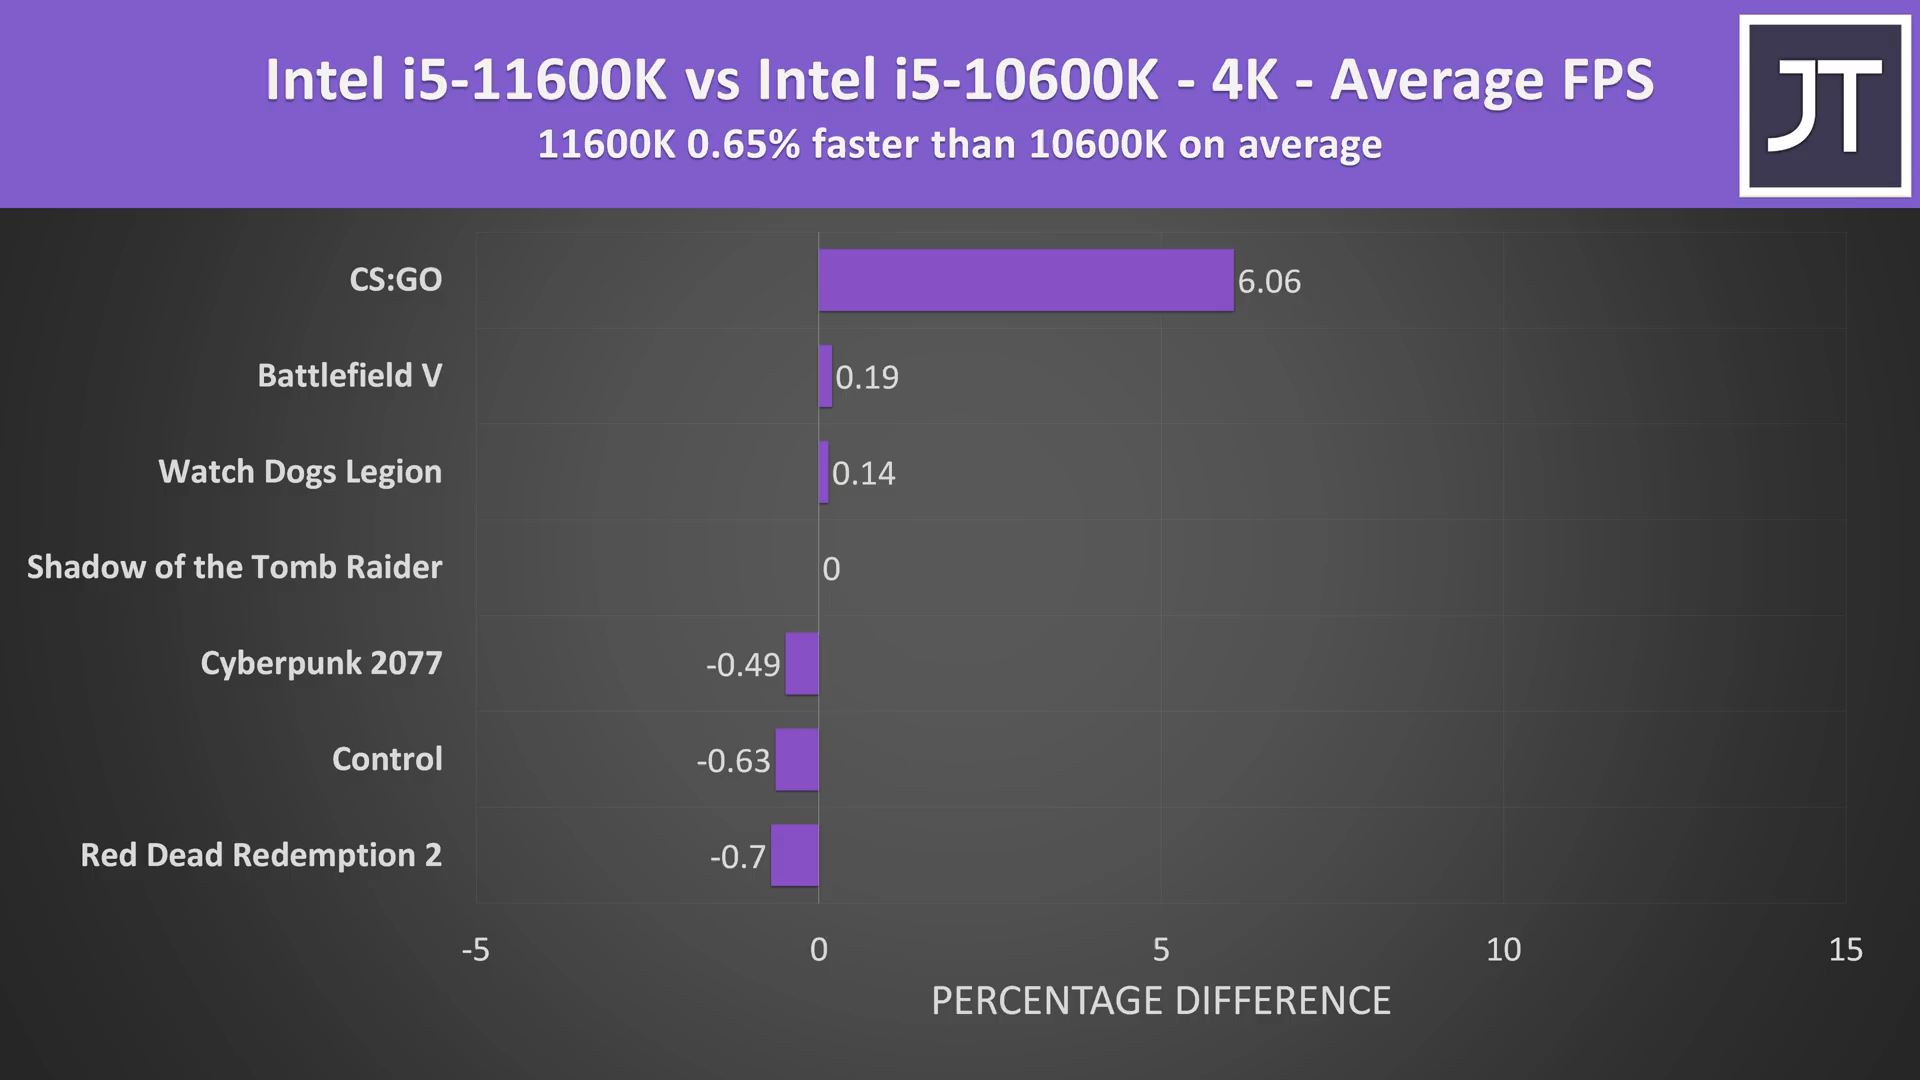 Intel i5-11600K vs Intel i5-10600K - 4K - Average FPS
11600K 0.65% faster than 10600K on average
JT
CS:GO
6.06
Battlefield V
0.19
Watch Dogs Legion
0.14
Shadow of the Tomb Raider
0
Cyberpunk 2077
-0.49
Control
-0.63
Red Dead Redemption 2
-0.7
-5 0 5 10 15
PERCENTAGE DIFFERENCE